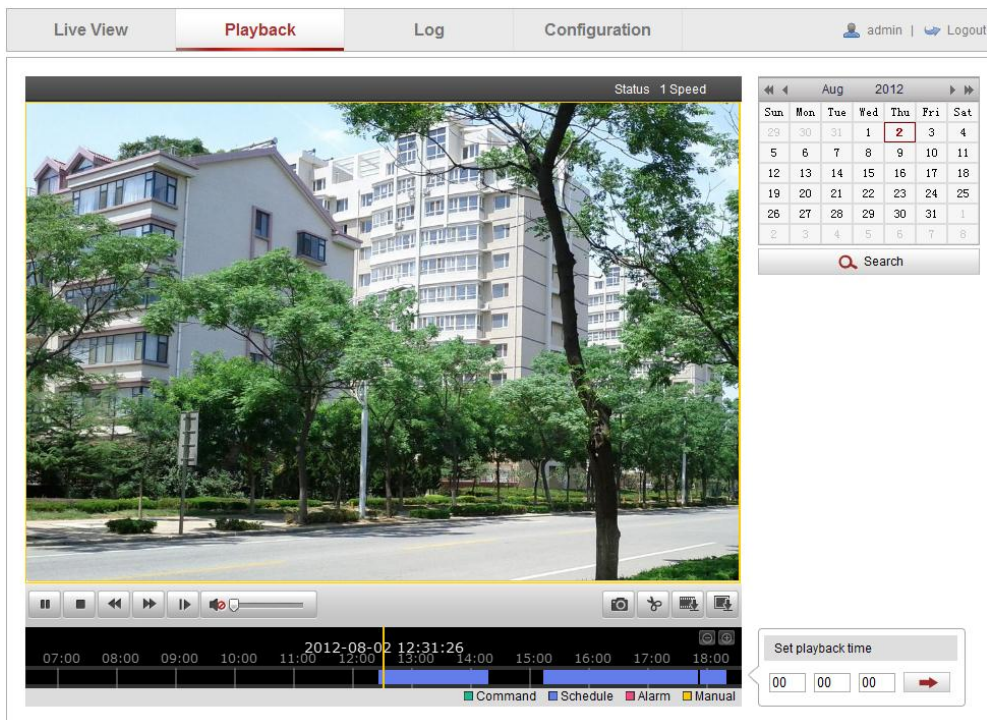 Live View Playback Log Configuration admin | Logout
Status 1 Speed
Aug 2012
Sun Mon Tue Wed Thu Fri Sat
29 30 31 1 2 3 4
5 6 7 8 9 10 11
12 13 14 15 16 17 18
19 20 21 22 23 24 25
26 27 28 29 30 31 1
2 3 4 5 6 7 8
Search
2012-08-02 12:31:26
07:00 08:00 09:00 10:00 11:00 12:00 13:00 14:00 15:00 16:00 17:00 18:00
Command Schedule Alarm Manual
Set playback time
00 00 00